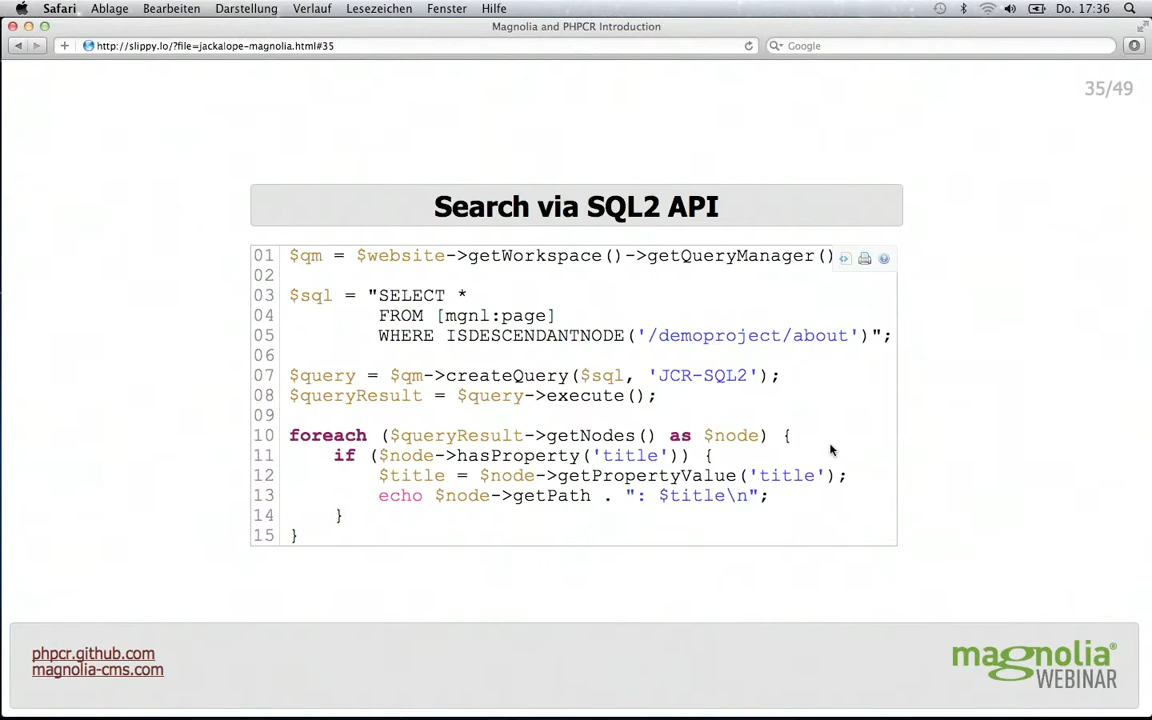 Safari Ablage Bearbeiten Darstellung Verlauf Lesezeichen Fenster Hilfe Do. 17:36
Magnolia and PHPCR Introduction
http://slippy.lo/?file=jackalope-magnolia.html#35 Google
35/49
Search via SQL2 API
01 $qm = $website->getWorkspace()->getQueryManager()
02
03 $sql = "SELECT *
04 FROM [mgnl:page]
05 WHERE ISDESCENDANTNODE('/demoproject/about')";
06
07 $query = $qm->createQuery($sql, 'JCR-SQL2');
08 $queryResult = $query->execute();
09
10 foreach ($queryResult->getNodes() as $node) {
11 if ($node->hasProperty('title')) {
12 $title = $node->getPropertyValue('title');
13 echo $node->getPath . ": $title\n";
14 }
15 }
phpcr.github.com
magnolia-cms.com
magnolia®
WEBINAR